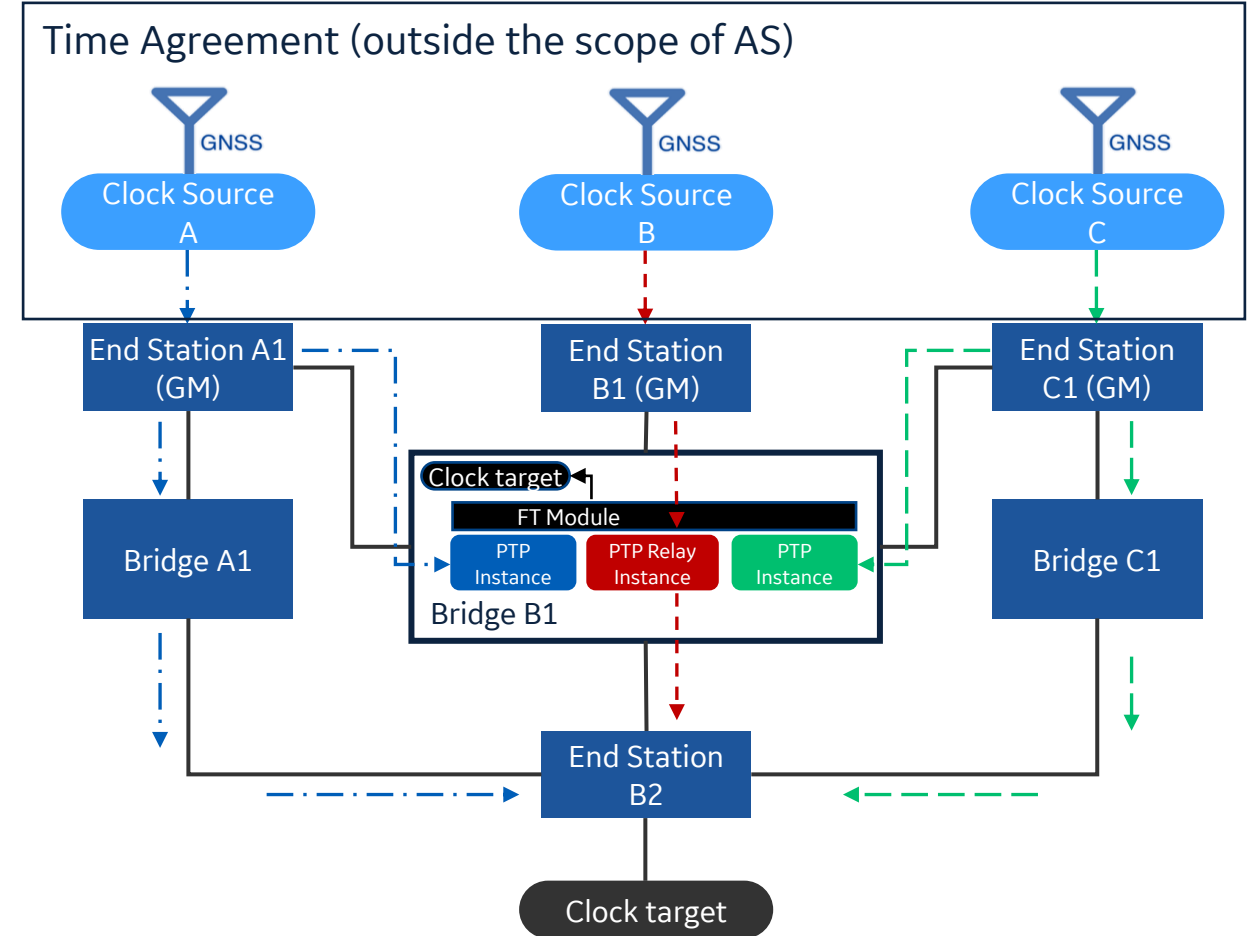 Time Agreement (outside the scope of AS)
GNSS
GNSS
GNSS
Clock Source
A
Clock Source
B
Clock Source
C
End Station A1
(GM)
End Station
B1 (GM)
End Station
C1 (GM)
Clock target
FT Module
PTP
Instance
PTP Relay
Instance
PTP
Instance
Bridge A1
Bridge B1
Bridge C1
End Station
B2
Clock target